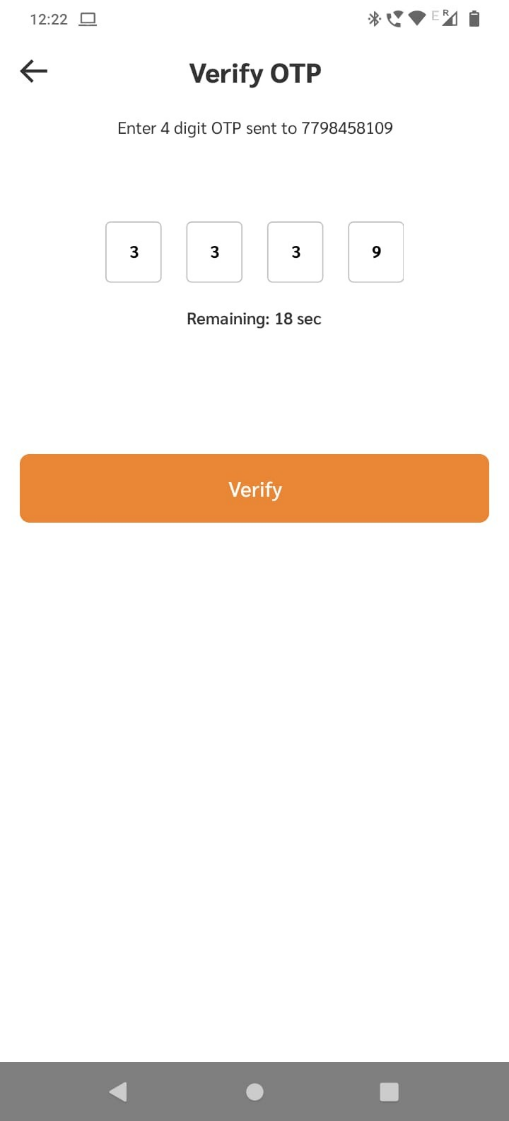 12:22
E R
Verify OTP
Enter 4 digit OTP sent to 7798458109
3 3 3 9
Remaining: 18 sec
Verify